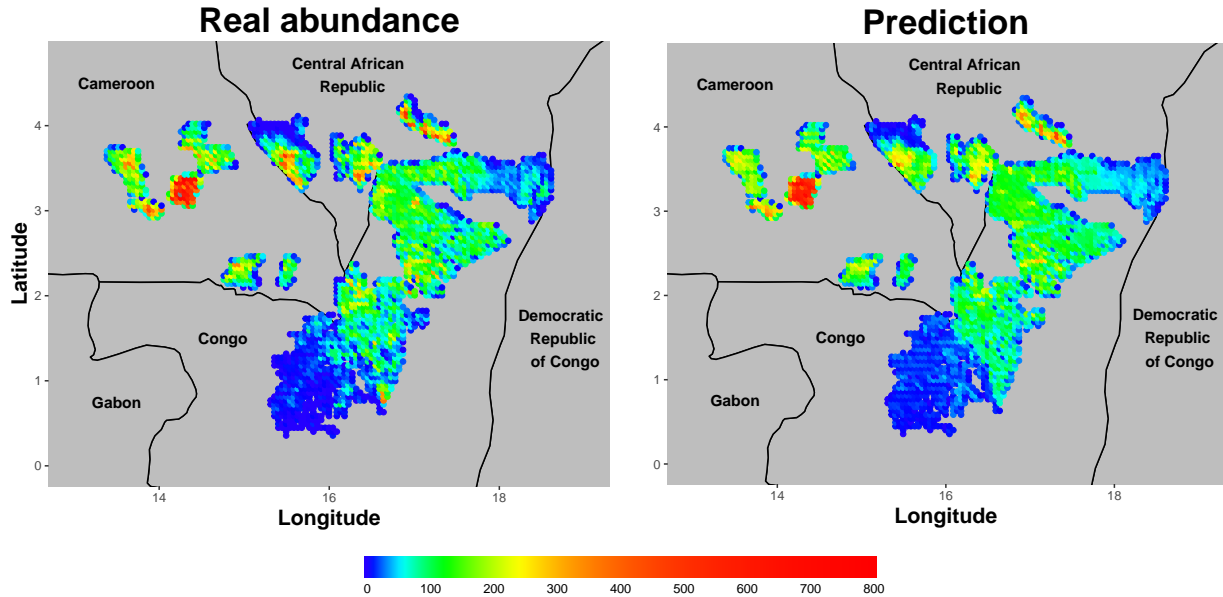 Real abundance
Prediction
Cameroon
Central African
Republic
Democratic
Republic
of Congo
Congo
Gabon
4
3
2
1
0
Latitude
14
16
18
Longitude
Cameroon
Central African
Republic
Democratic
Republic
of Congo
Congo
Gabon
4
3
2
1
0
14
16
18
Longitude
0
100
200
300
400
500
600
700
800